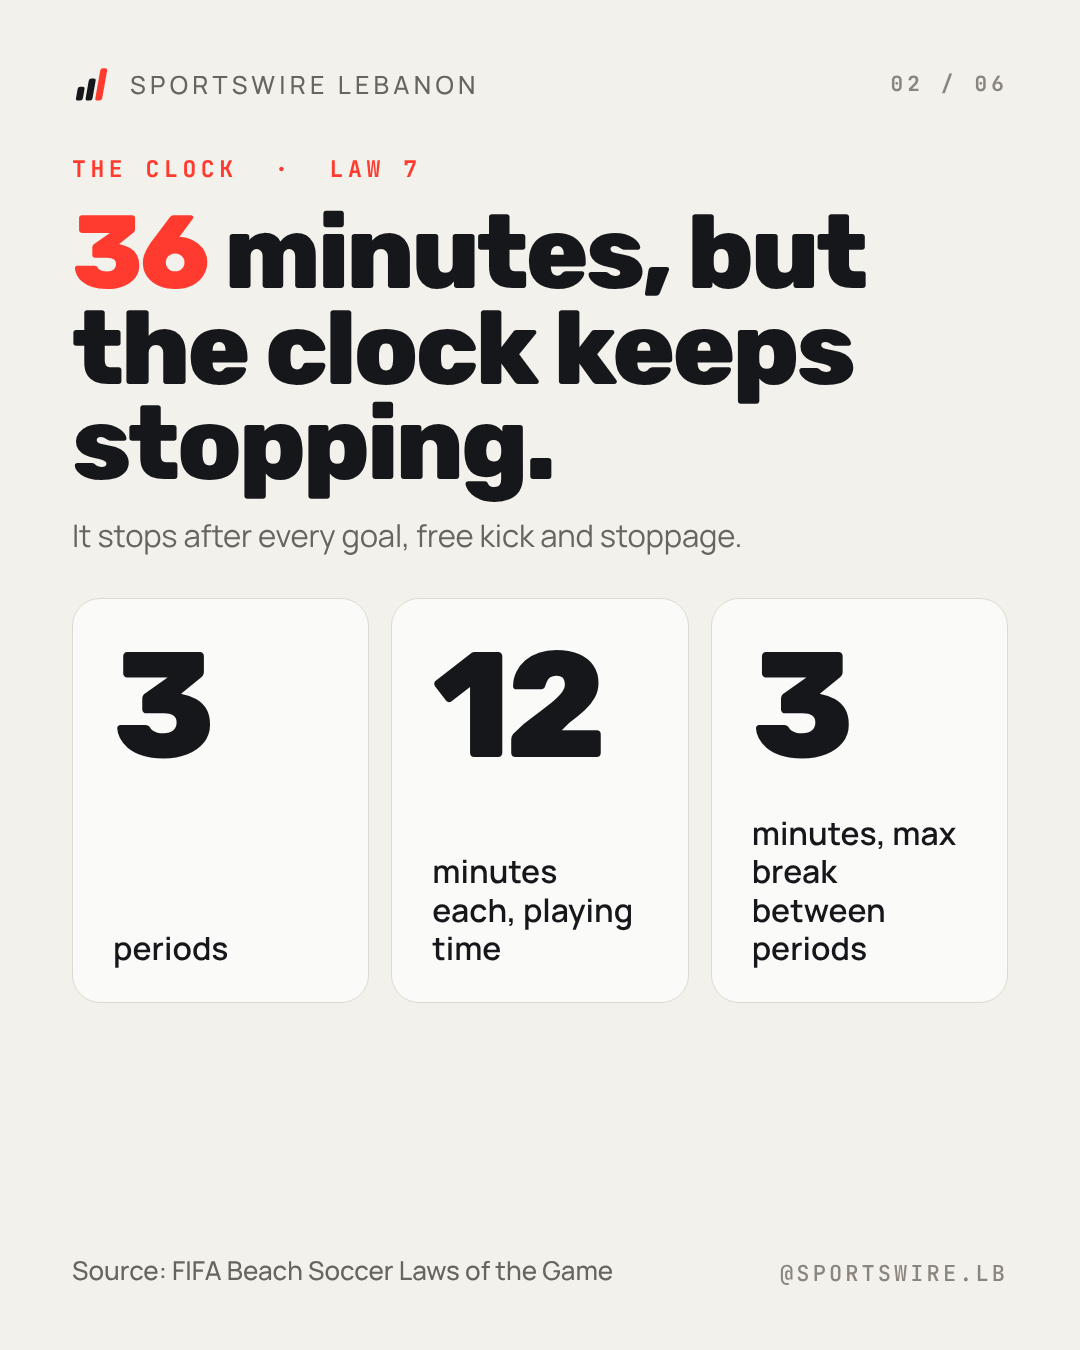 SPORTSWIRE LEBANON
02 / 06
THE CLOCK · LAW 7
36 minutes, but
the clock keeps
stopping.
It stops after every goal, free kick and stoppage.
3
periods
12
minutes
each, playing
time
3
minutes, max
break
between
periods
Source: FIFA Beach Soccer Laws of the Game
@SPORTSWIRE.LB